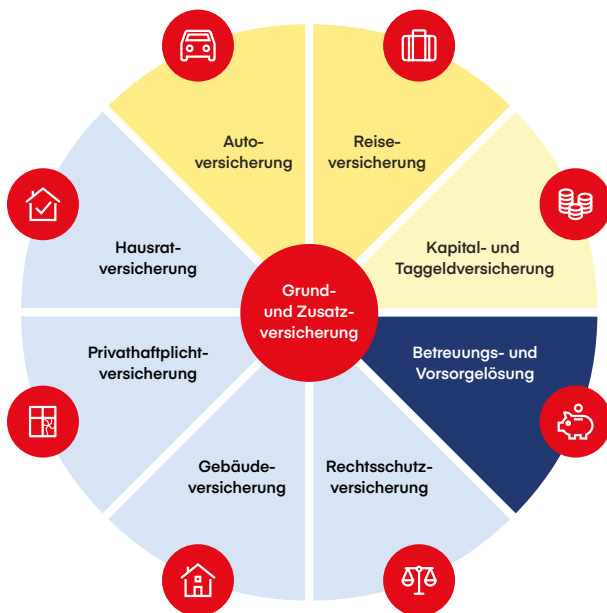 Auto-
versicherung
Reise-
versicherung
Kapital- und
Taggeldversicherung
Betreuungs- und
Vorsorgelösung
Rechtsschutz-
versicherung
Gebäude-
versicherung
Privathaftplicht-
versicherung
Hausrat-
versicherung
Grund-
und Zusatz-
versicherung